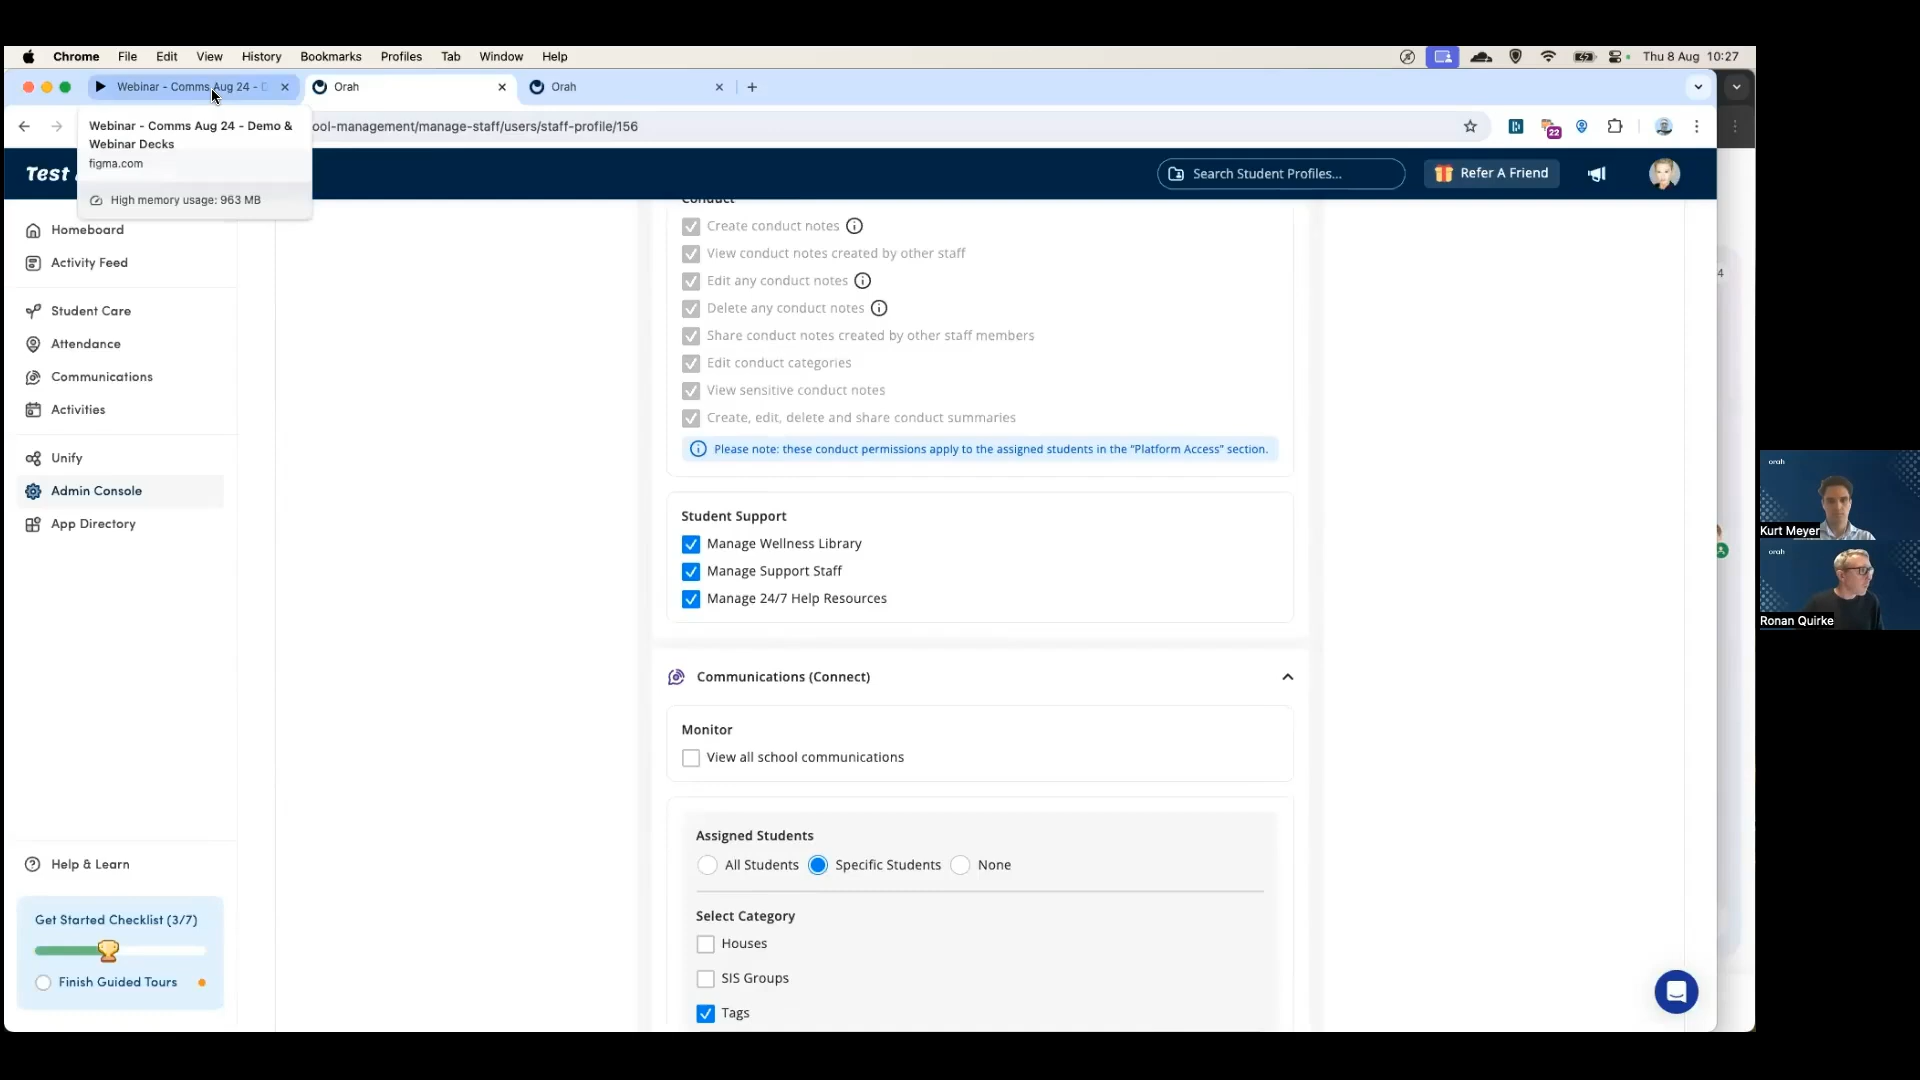 Chrome File Edit View History Bookmarks Profiles Tab Window Help Thu 8 Aug 10:27
Webinar - Comms Aug 24 - D Orah Orah
Webinar - Comms Aug 24 - Demo &
Webinar Decks
figma.com
High memory usage: 963 MB
ool-management/manage-staff/users/staff-profile/156
22
Test
Search Student Profiles...
Refer A Friend
Homeboard
Activity Feed
Student Care
Attendance
Communications
Activities
Unify
Admin Console
App Directory
Help & Learn
Get Started Checklist (3/7)
Finish Guided Tours
Conduct
Create conduct notes
View conduct notes created by other staff
Edit any conduct notes
Delete any conduct notes
Share conduct notes created by other staff members
Edit conduct categories
View sensitive conduct notes
Create, edit, delete and share conduct summaries
Please note: these conduct permissions apply to the assigned students in the "Platform Access" section.
Student Support
Manage Wellness Library
Manage Support Staff
Manage 24/7 Help Resources
Communications (Connect)
Monitor
View all school communications
Assigned Students
All Students Specific Students None
Select Category
Houses
SIS Groups
Tags
4
orah
Kurt Meyer
orah
Ronan Quirke